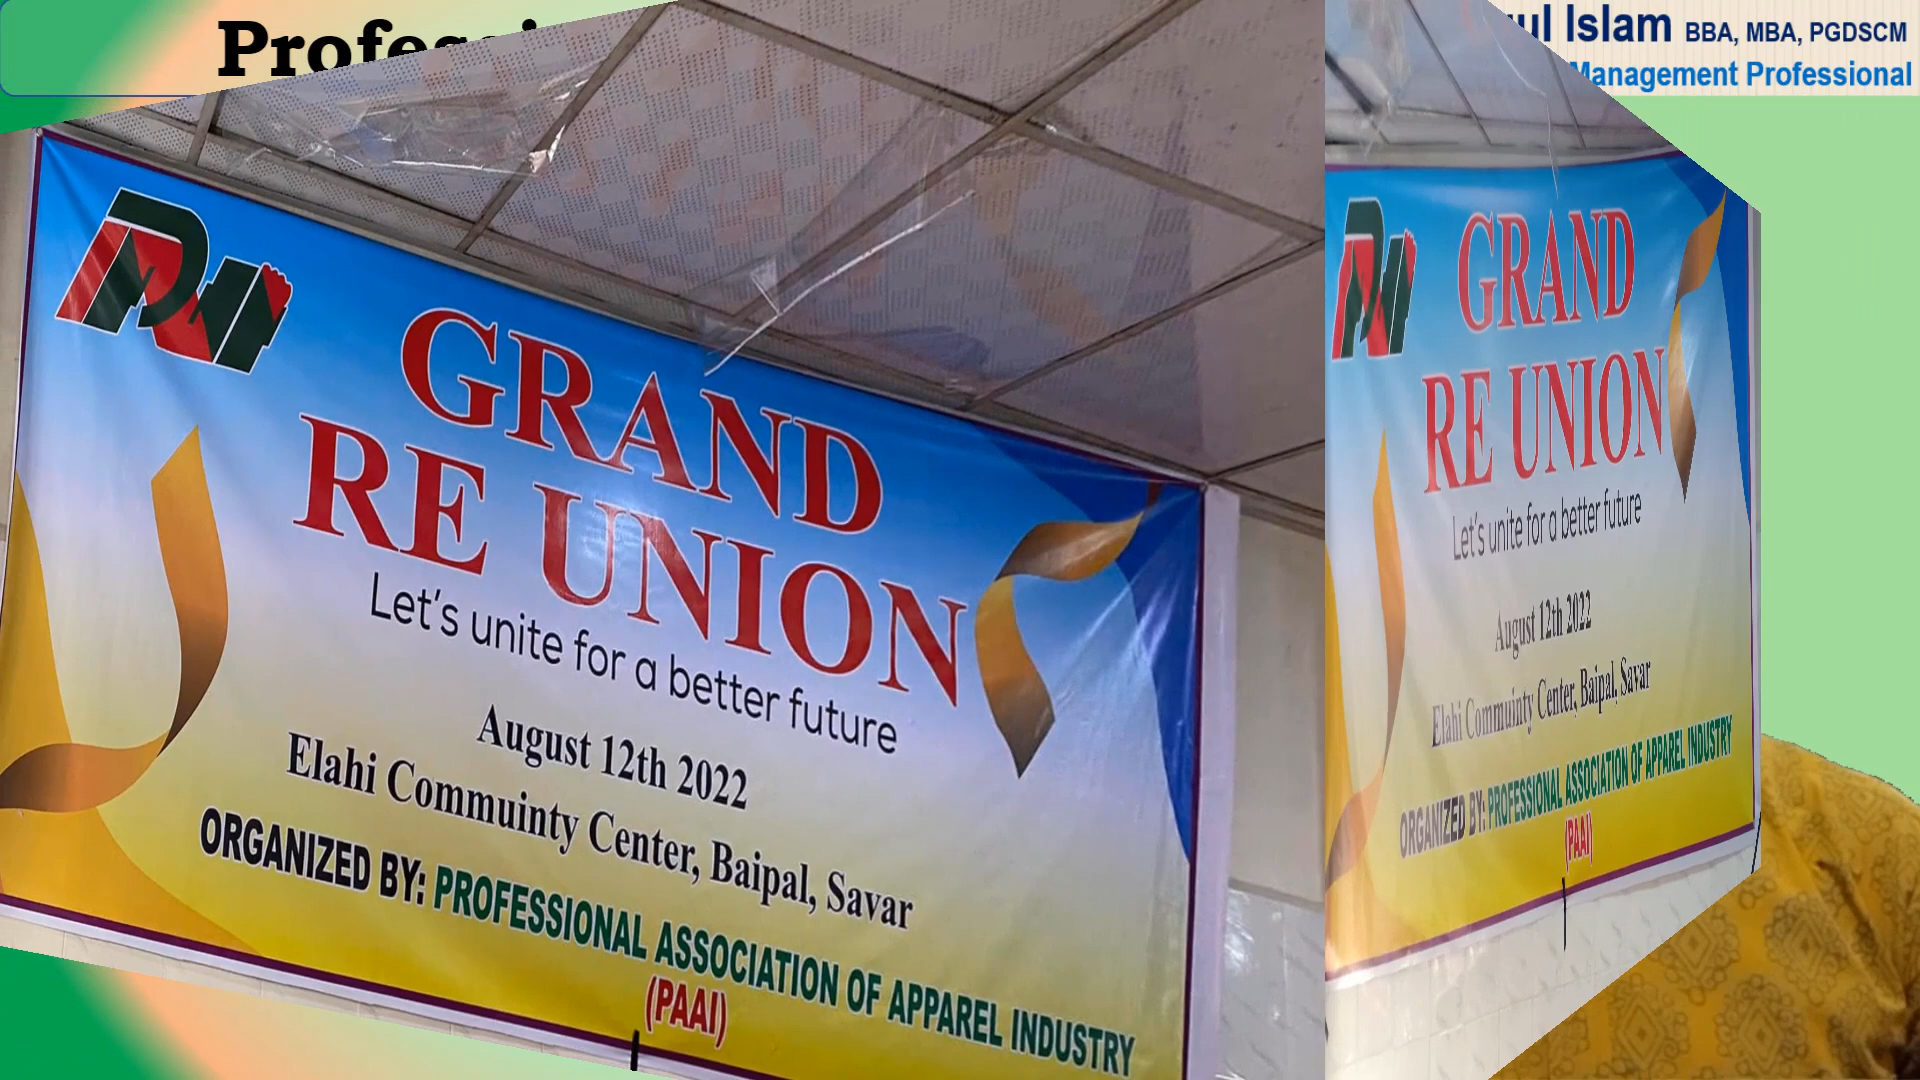 GRAND
RE UNION
Let's unite for a better future
August 12th 2022
Elahi Commuinty Center, Baipal, Savar
ORGANIZED BY: PROFESSIONAL ASSOCIATION OF APPAREL INDUSTRY
(PAAI)
Islam BBA, MBA, PGDSCM
Management Professional
GRAND
RE UNION
Let's unite for a better future
August 12th 2022
Elahi Commuinty Center, Baipal, Savar
ORGANIZED BY: PROFESSIONAL ASSOCIATION OF APPAREL INDUSTRY
(PAAI)